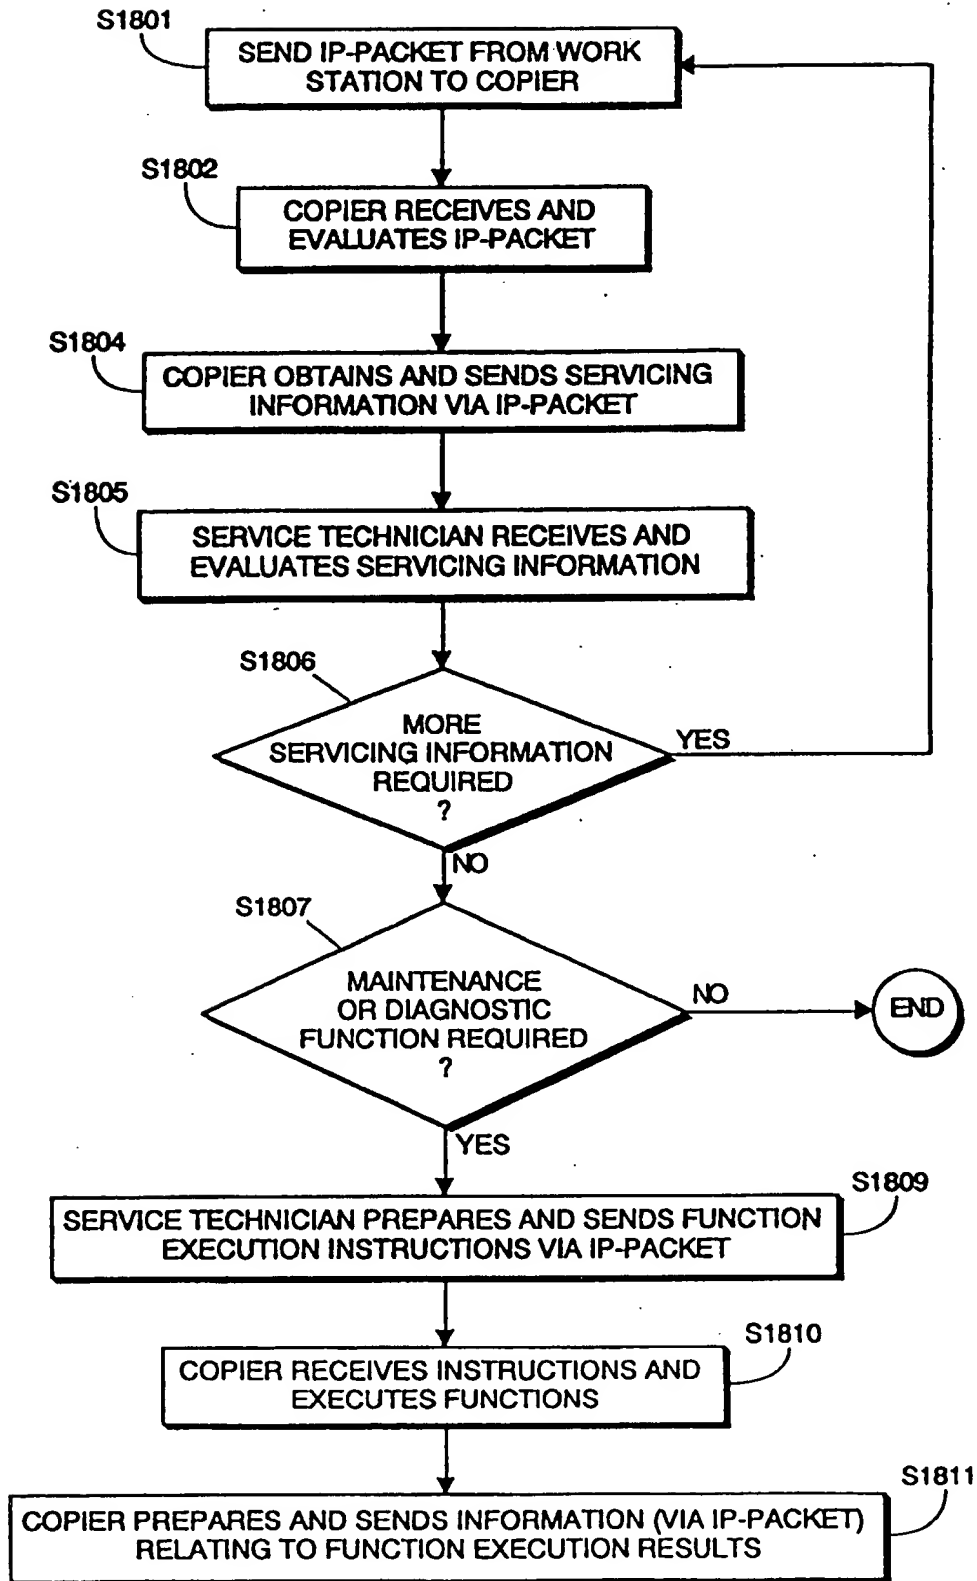 S1801
SEND IP-PACKET FROM WORK
STATION TO COPIER
S1802
COPIER RECEIVES AND
EVALUATES IP-PACKET
S1804
COPIER OBTAINS AND SENDS SERVICING
INFORMATION VIA IP-PACKET
S1805
SERVICE TECHNICIAN RECEIVES AND
EVALUATES SERVICING INFORMATION
S1806
MORE
SERVICING INFORMATION
REQUIRED
?
YES
NO
S1807
MAINTENANCE
OR DIAGNOSTIC
FUNCTION REQUIRED
?
NO
END
YES
S1809
SERVICE TECHNICIAN PREPARES AND SENDS FUNCTION
EXECUTION INSTRUCTIONS VIA IP-PACKET
S1810
COPIER RECEIVES INSTRUCTIONS AND
EXECUTES FUNCTIONS
S1811
COPIER PREPARES AND SENDS INFORMATION (VIA IP-PACKET)
RELATING TO FUNCTION EXECUTION RESULTS